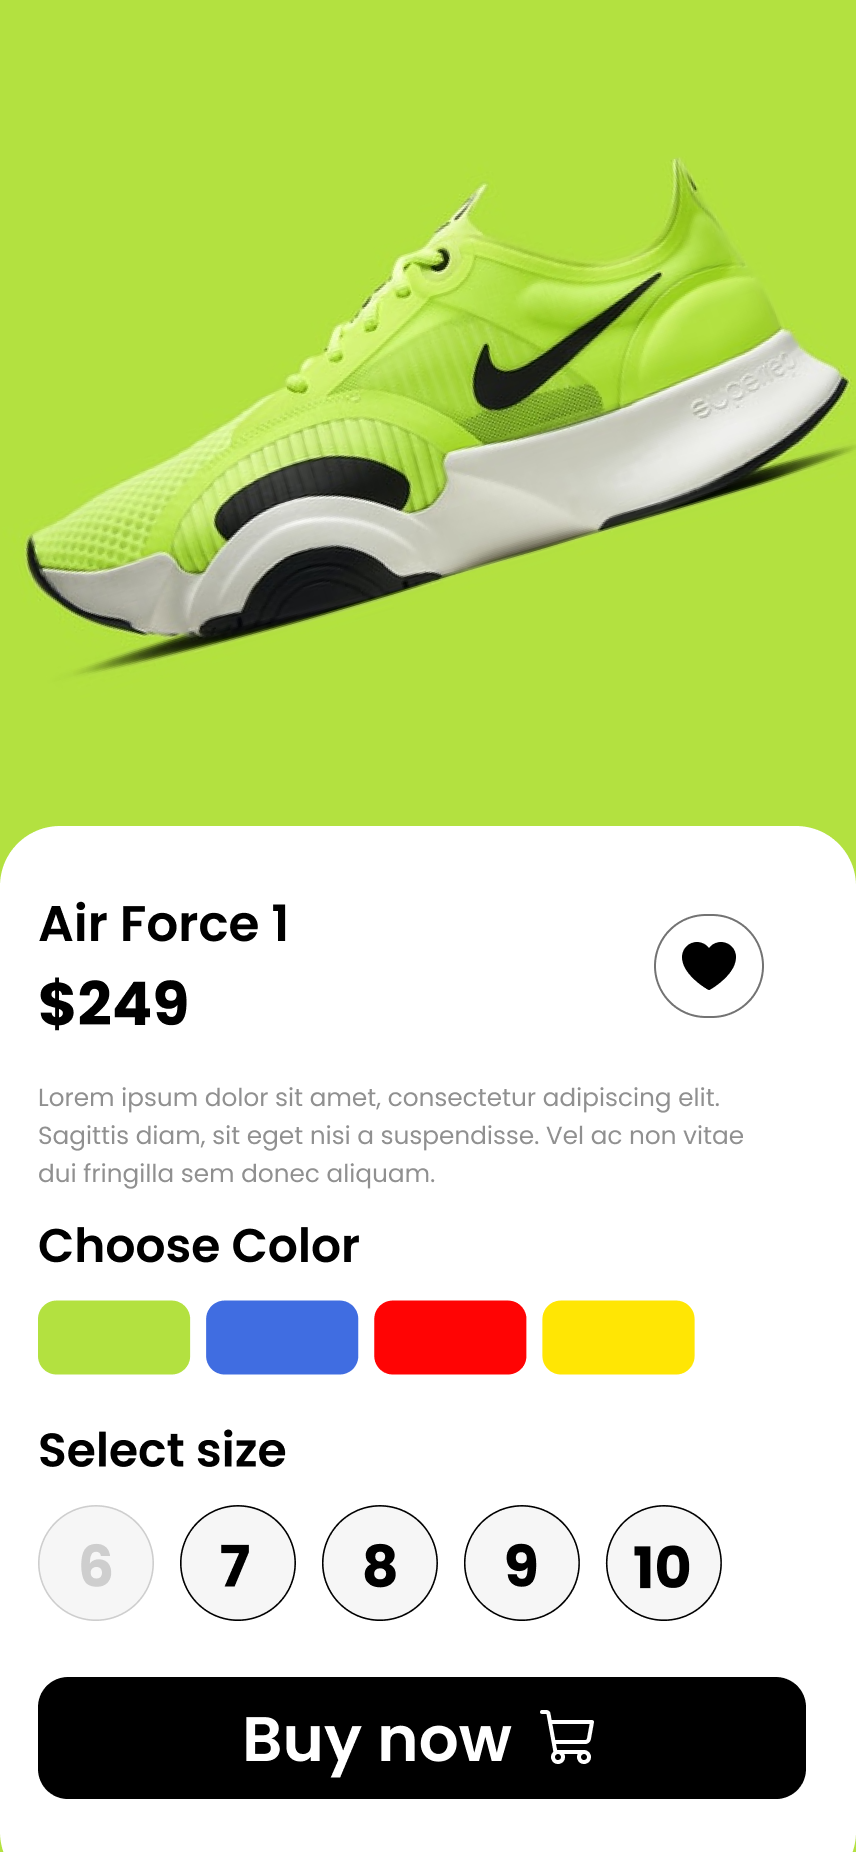 superrep
Air Force 1
$249
Lorem ipsum dolor sit amet, consectetur adipiscing elit.
Sagittis diam, sit eget nisi a suspendisse. Vel ac non vitae
dui fringilla sem donec aliquam.
Choose Color
Select size
6 7 8 9 10
Buy now